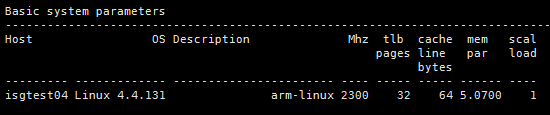 Basic system parameters
------------------------------------------------------------------------------
Host                 OS Description              Mhz  tlb  cache  mem   scal
                                                     pages line   par   load
                                                           bytes
--------- ------------- ----------------------- ---- ----- ----- ------ ----
isgtest04 Linux 4.4.131               arm-linux 2300    32    64 5.0700    1